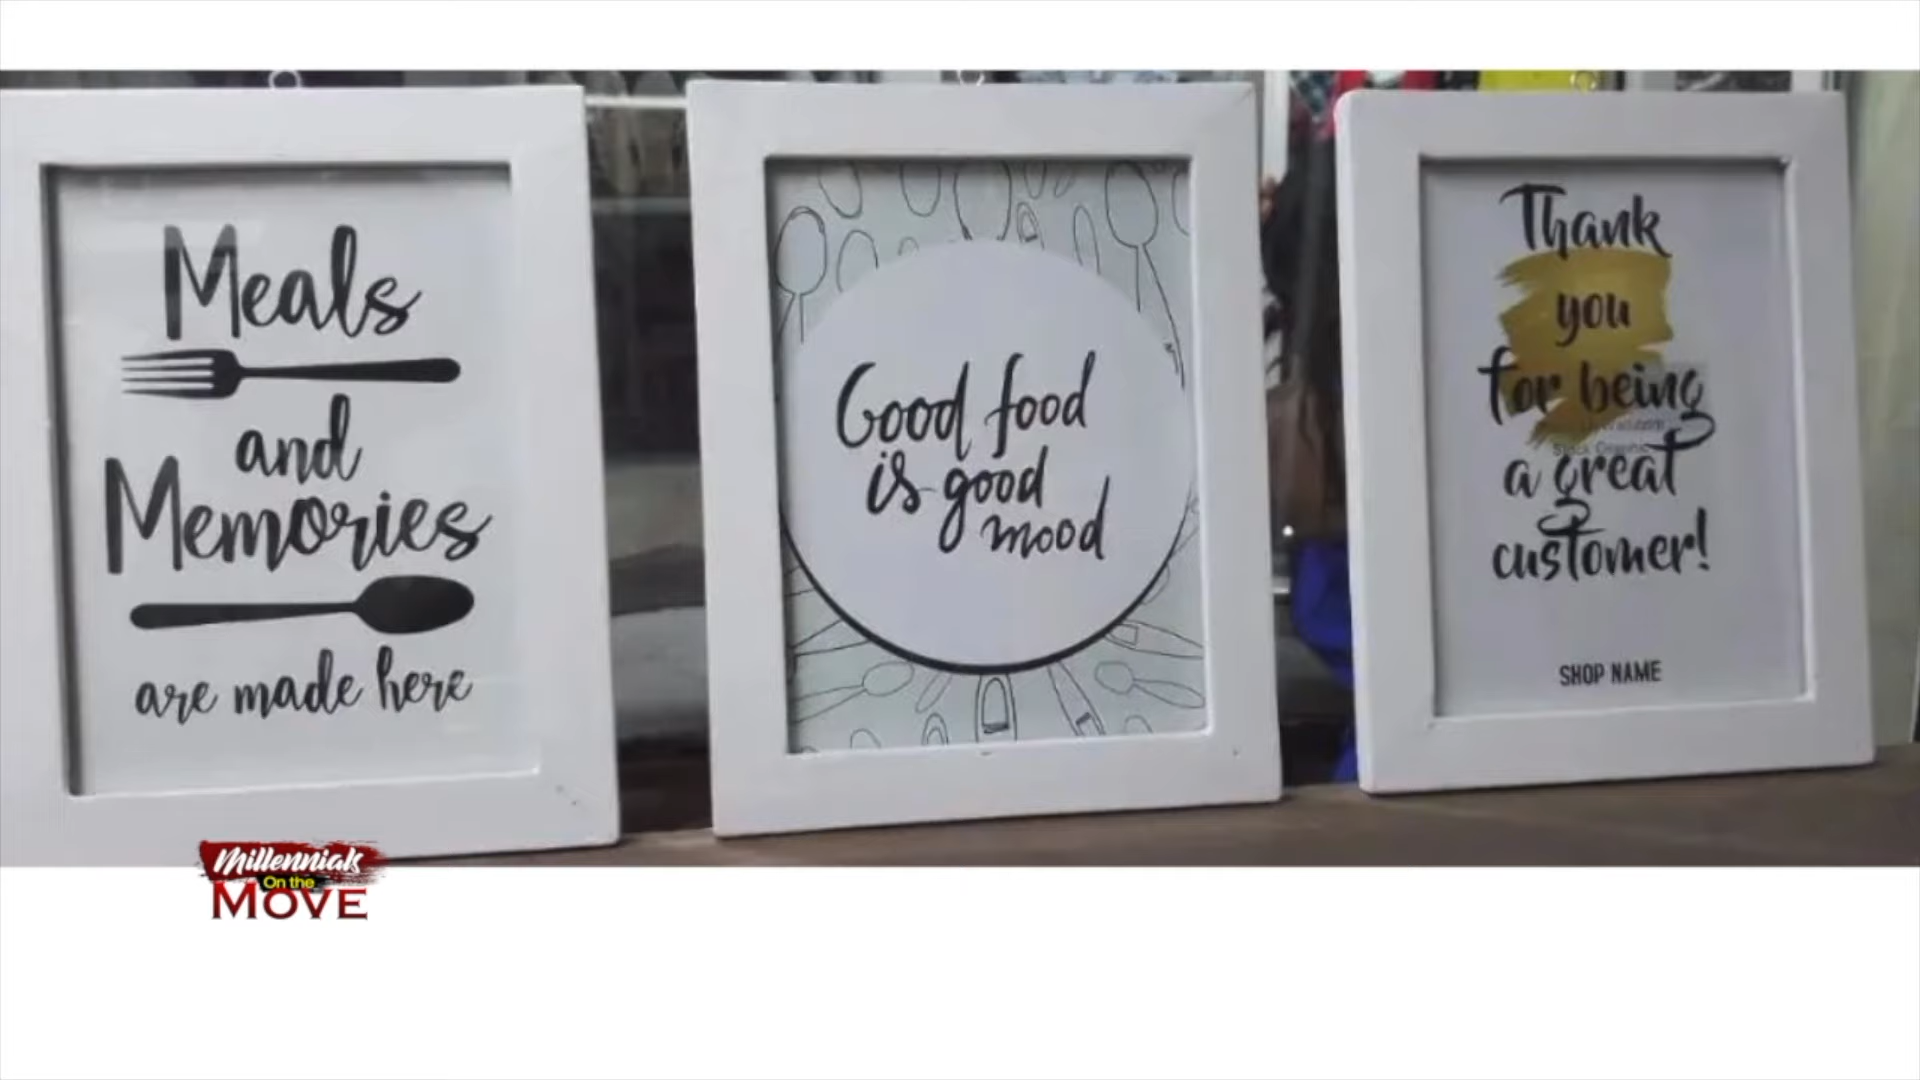 Meals
and
Memories
are made here
Good food
is good
mood
Thank
you
for being
a great
customer!
SHOP NAME
Millennials
On the
MOVE